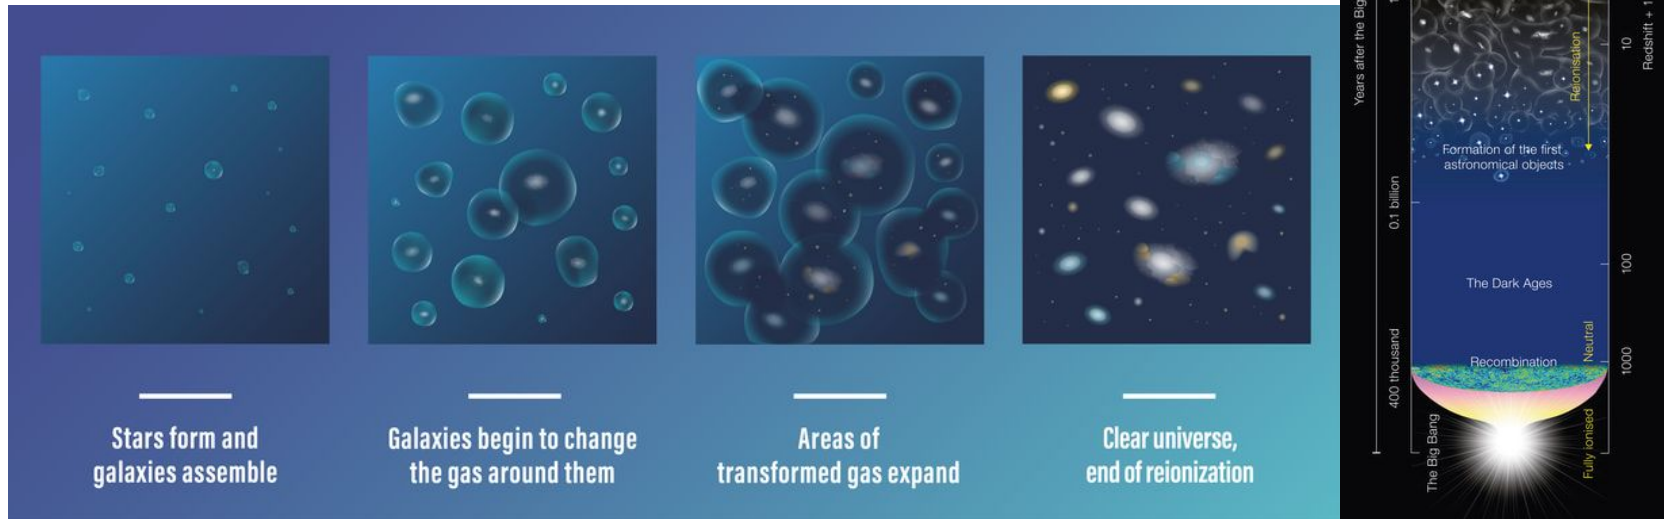 Stars form and
galaxies assemble
Galaxies begin to change
the gas around them
Areas of
transformed gas expand
Clear universe,
end of reionization
Years after the Big
0.1 billion
400 thousand
The Big Bang
Reionisation
Formation of the first
astronomical objects
The Dark Ages
Recombination
Neutral
Fully ionised
Redshift + 1
10
100
1000